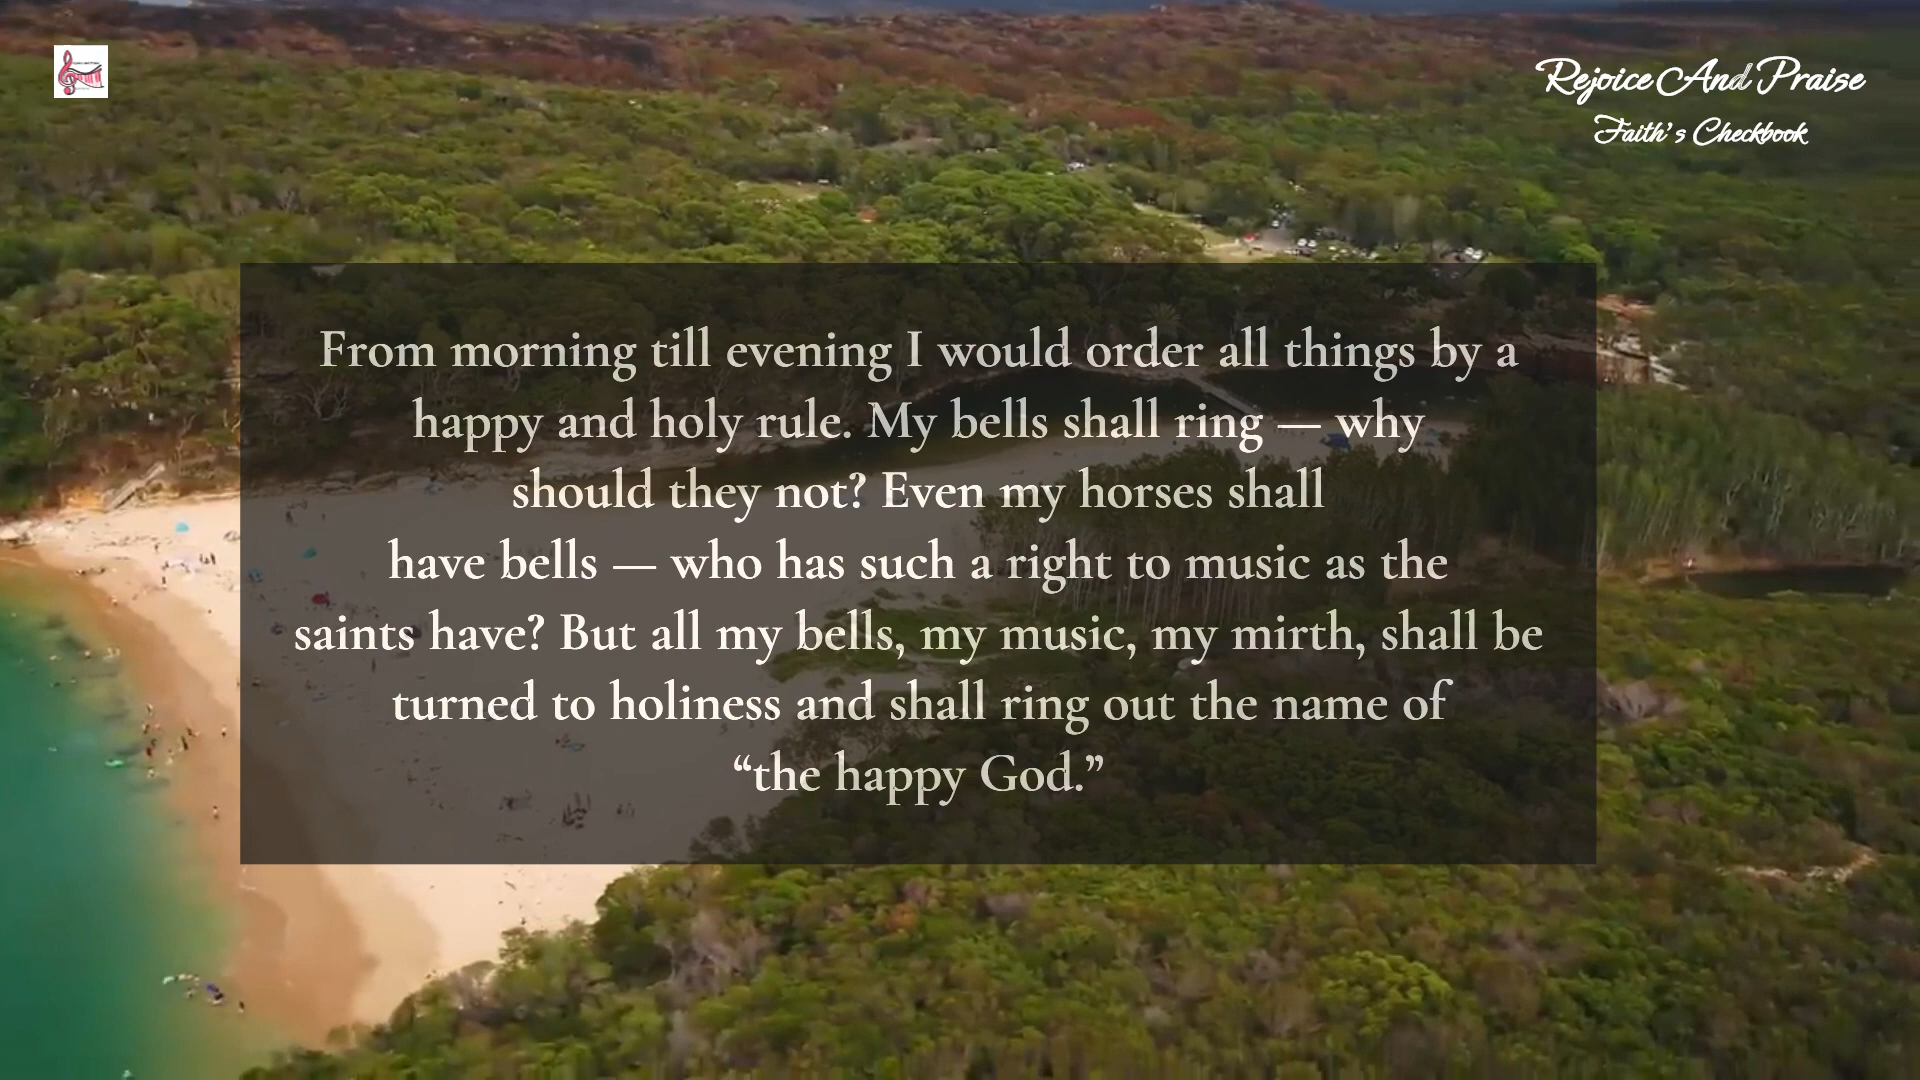 Rejoice And Praise
Faith's Checkbook
From morning till evening I would order all things by a
happy and holy rule. My bells shall ring — why
should they not? Even my horses shall
have bells — who has such a right to music as the
saints have? But all my bells, my music, my mirth, shall be
turned to holiness and shall ring out the name of
“the happy God.”